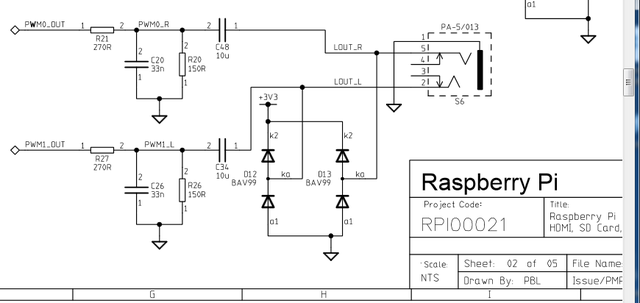 a1
PWM0_OUT 1 2 PWM0_R 2 1 LOUT_R
R21
270R
C48
10u
2 2
C20
33n
R20
150R
1 1
PA-5/013
1
5
4
3
2
S6
LOUT_L
+3V3
PWM1_OUT 1 2 PWM1_L 2 1
R27
270R
C34
10u
2 2
C26
33n
R26
150R
1 1
k2 k2
D12
BAV99
ka
D13
BAV99
ka
a1 a1
Raspberry Pi
Project Code:
RPI00021
Title:
Raspberry Pi
HDMI, SD Card,
Scale:
NTS
Sheet: 02 of 05 File Name
Drawn By: PBL Issue/PMR
G H I